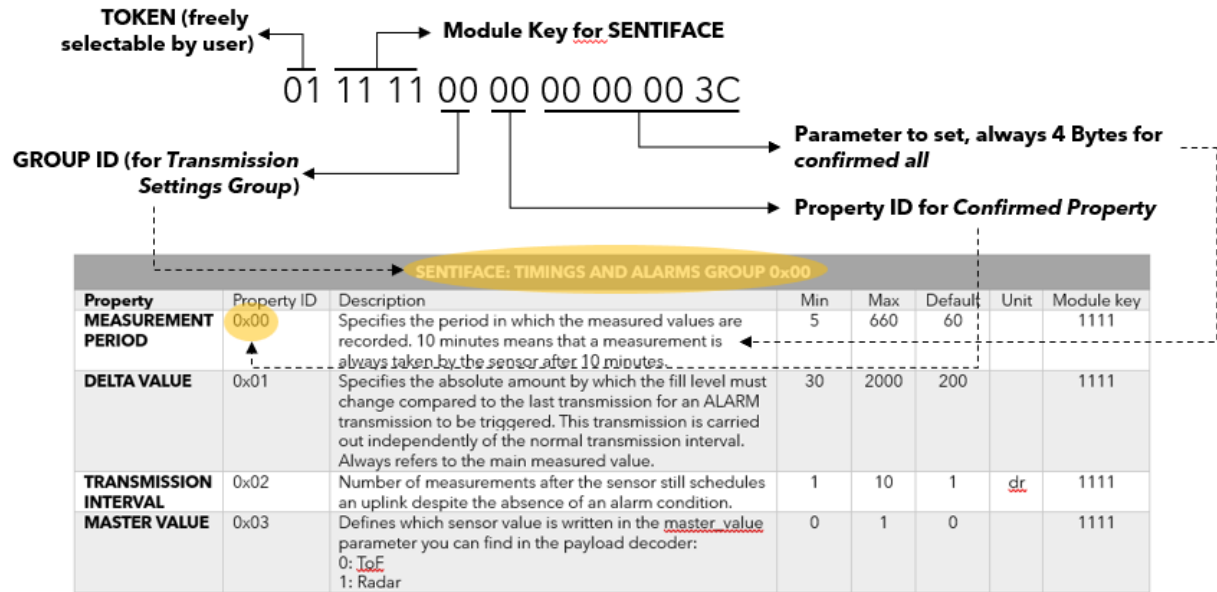 TOKEN (freely
selectable by user)
Module Key for SENTIFACE
01 11 11 00 00 00 00 00 3C
GROUP ID (for Transmission
Settings Group)
Parameter to set, always 4 Bytes for
confirmed all
Property ID for Confirmed Property
SENTIFACE: TIMINGS AND ALARMS GROUP 0x00
Property Property ID Description Min Max Default Unit Module key
MEASUREMENT 0x00 Specifies the period in which the measured values are 5 660 60 1111
PERIOD recorded. 10 minutes means that a measurement is
always taken by the sensor after 10 minutes.
DELTA VALUE 0x01 Specifies the absolute amount by which the fill level must 30 2000 200 1111
change compared to the last transmission for an ALARM
transmission to be triggered. This transmission is carried
out independently of the normal transmission interval.
Always refers to the main measured value.
TRANSMISSION 0x02 Number of measurements after the sensor still schedules 1 10 1 dr 1111
INTERVAL an uplink despite the absence of an alarm condition.
MASTER VALUE 0x03 Defines which sensor value is written in the master_value 0 1 0 1111
parameter you can find in the payload decoder:
0: ToF
1: Radar